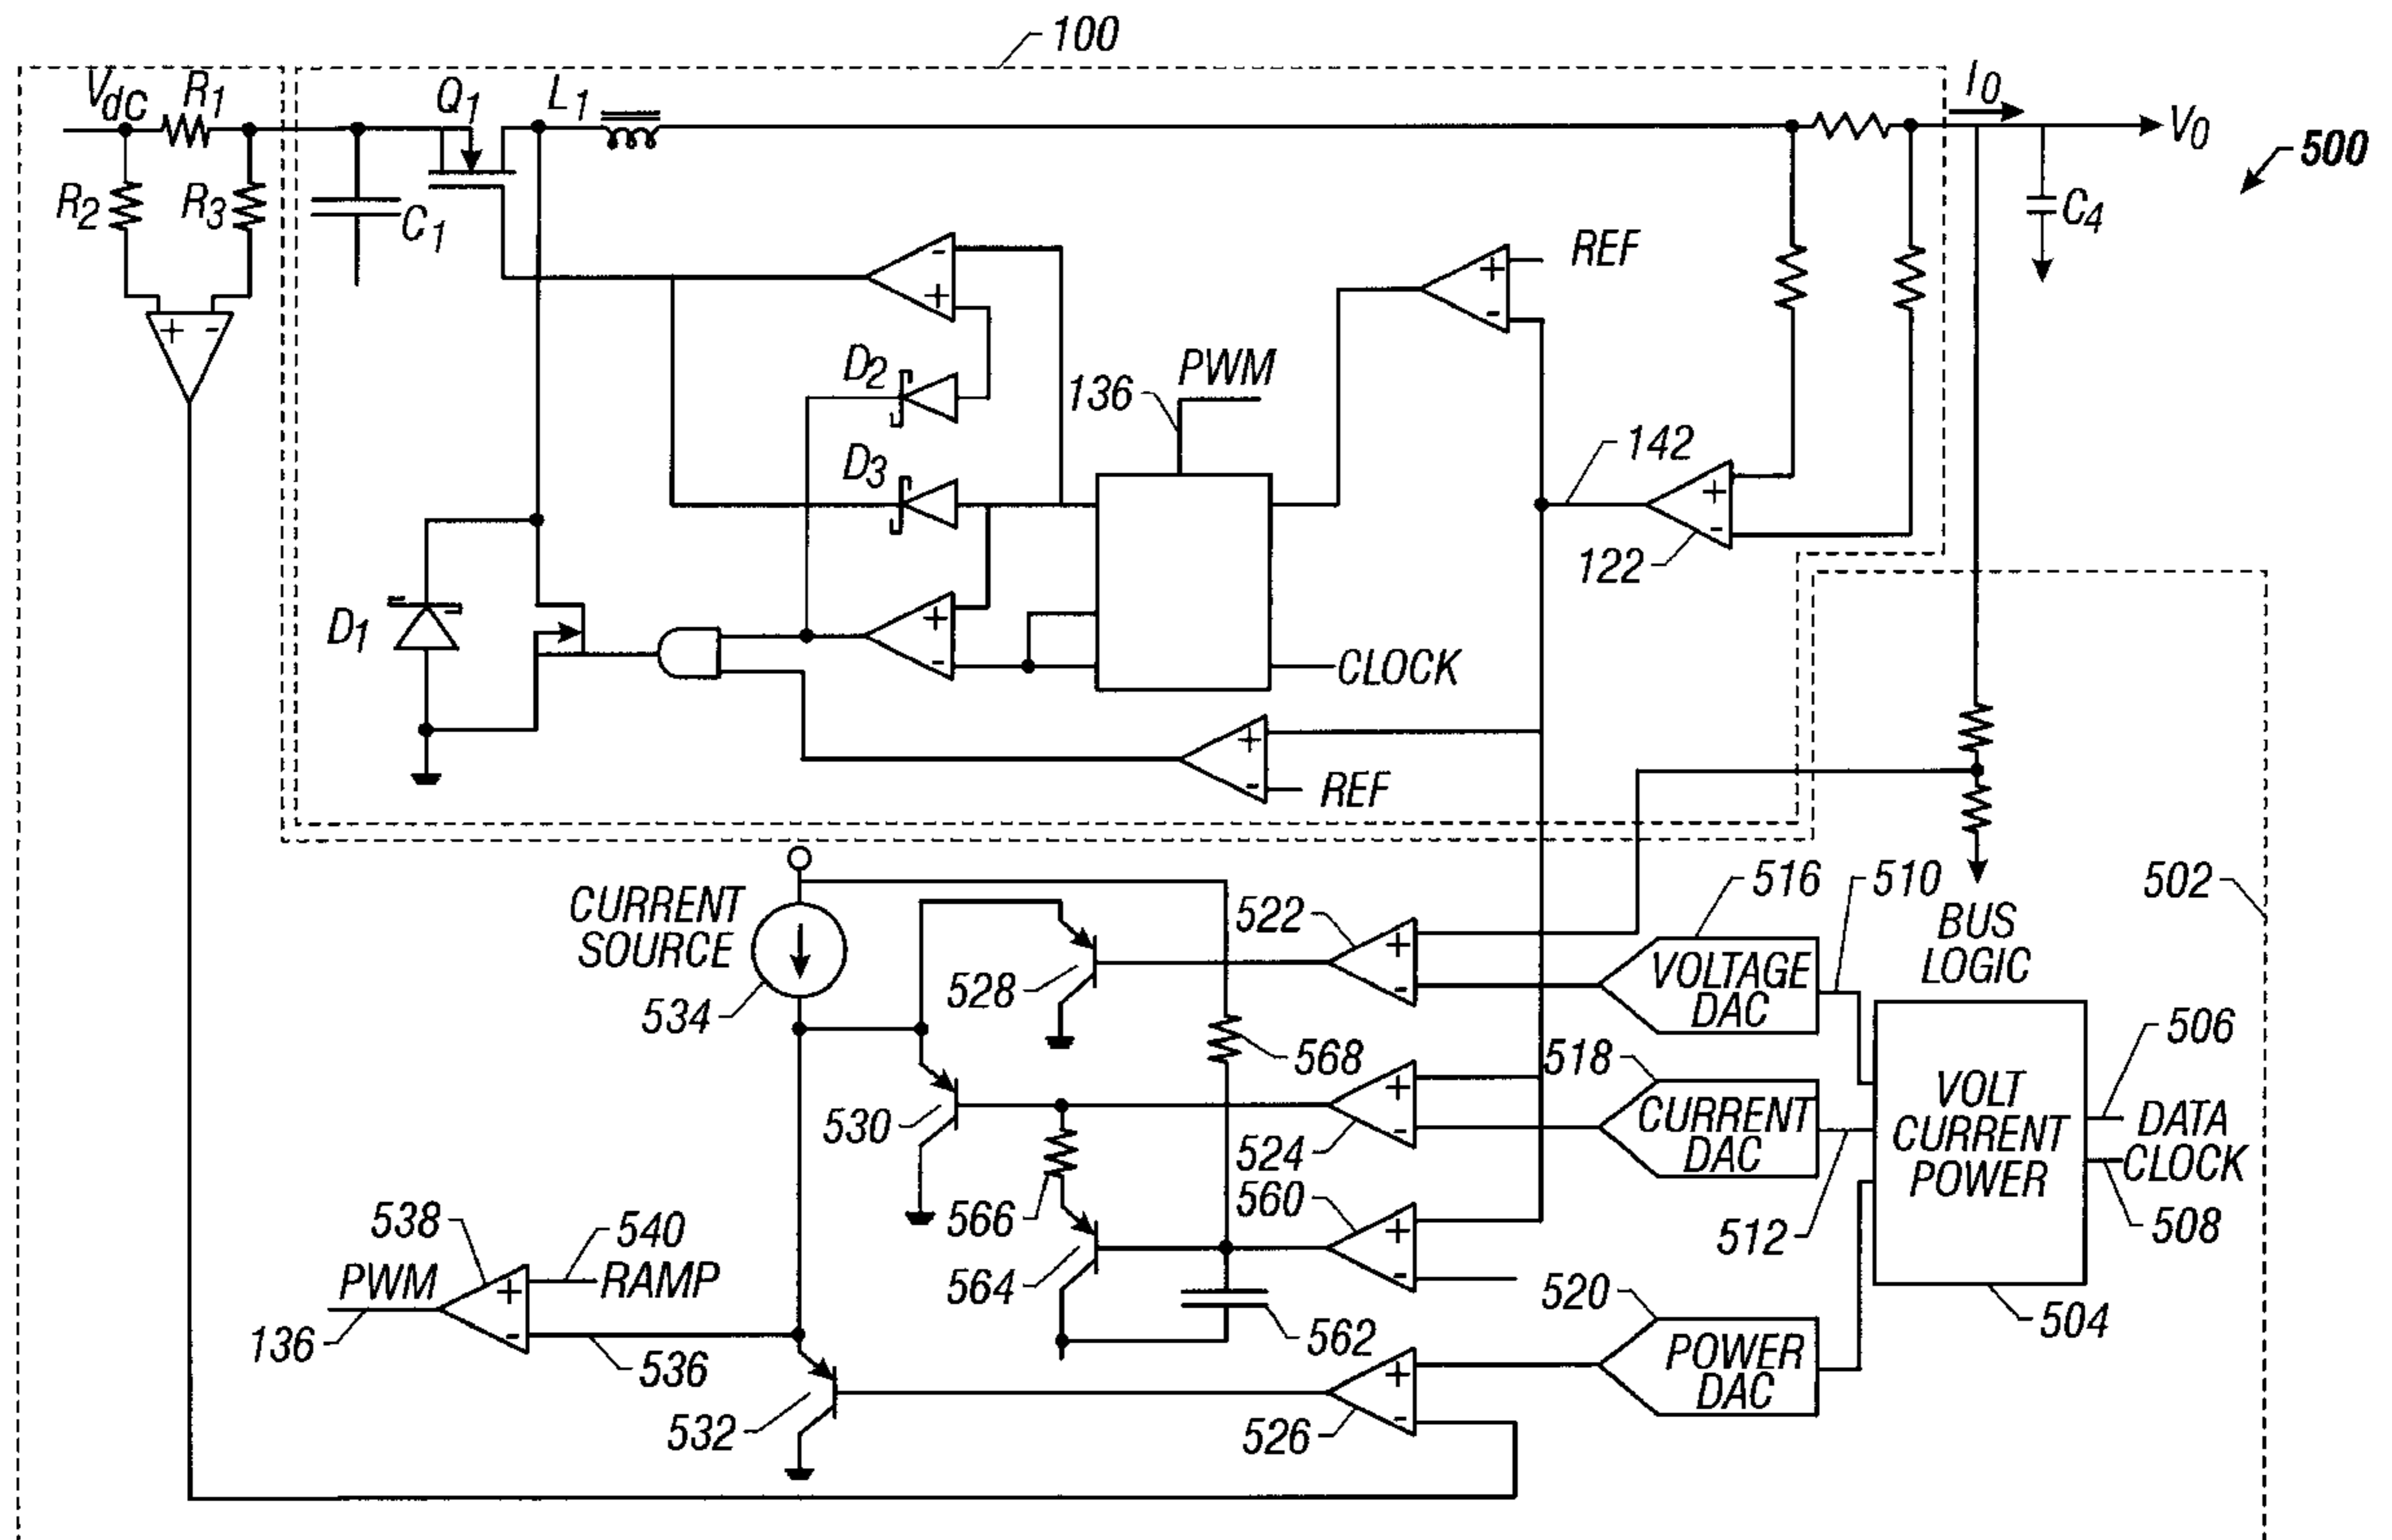 100
Vdc
R1
Q1
L1
I0
V0
500
R2
R3
C1
C4
+ -
-
+
+
-
REF
D2
136
PWM
142
D3
+
-
122
D1
+
-
CLOCK
+
-
REF
516
510
502
CURRENT
SOURCE
534
522
+
-
VOLTAGE
DAC
BUS
LOGIC
528
568
518
506
VOLT
CURRENT
POWER
530
+
-
CURRENT
DAC
DATA
CLOCK
524
566
560
512
508
538
540
PWM
+
-
RAMP
564
+
-
520
136
536
562
504
532
+
-
POWER
DAC
526